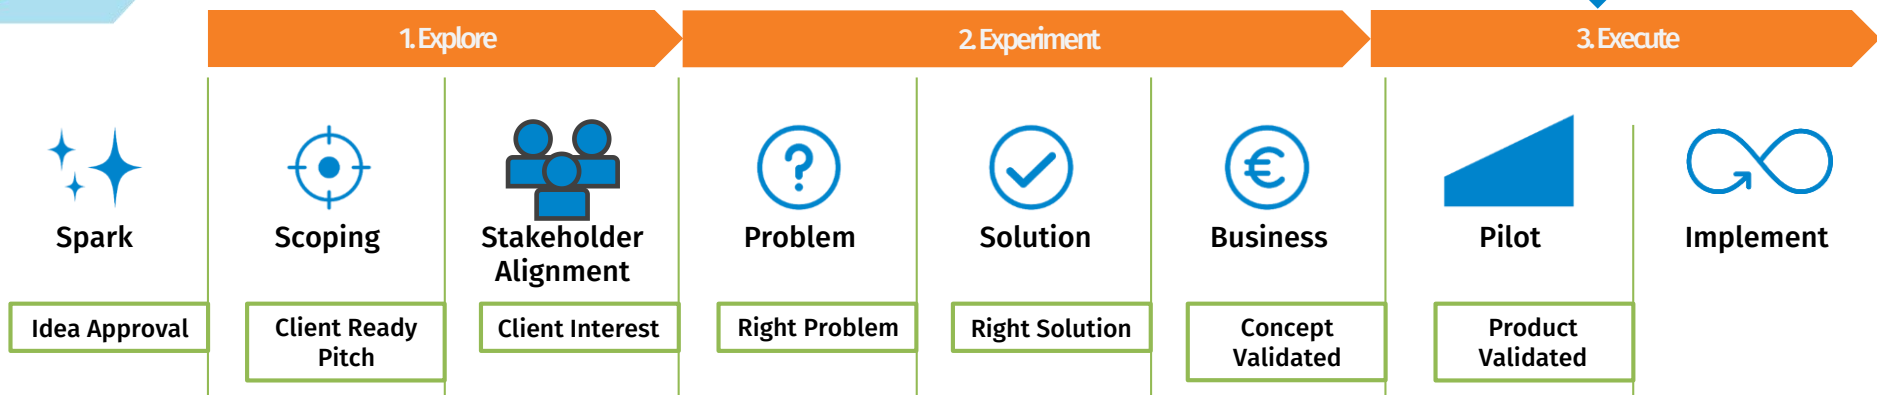 1. Explore
2. Experiment
3. Execute
Spark
Scoping
Stakeholder
Alignment
Problem
Solution
€
Business
Pilot
Implement
Idea Approval
Client Ready
Pitch
Client Interest
Right Problem
Right Solution
Concept
Validated
Product
Validated